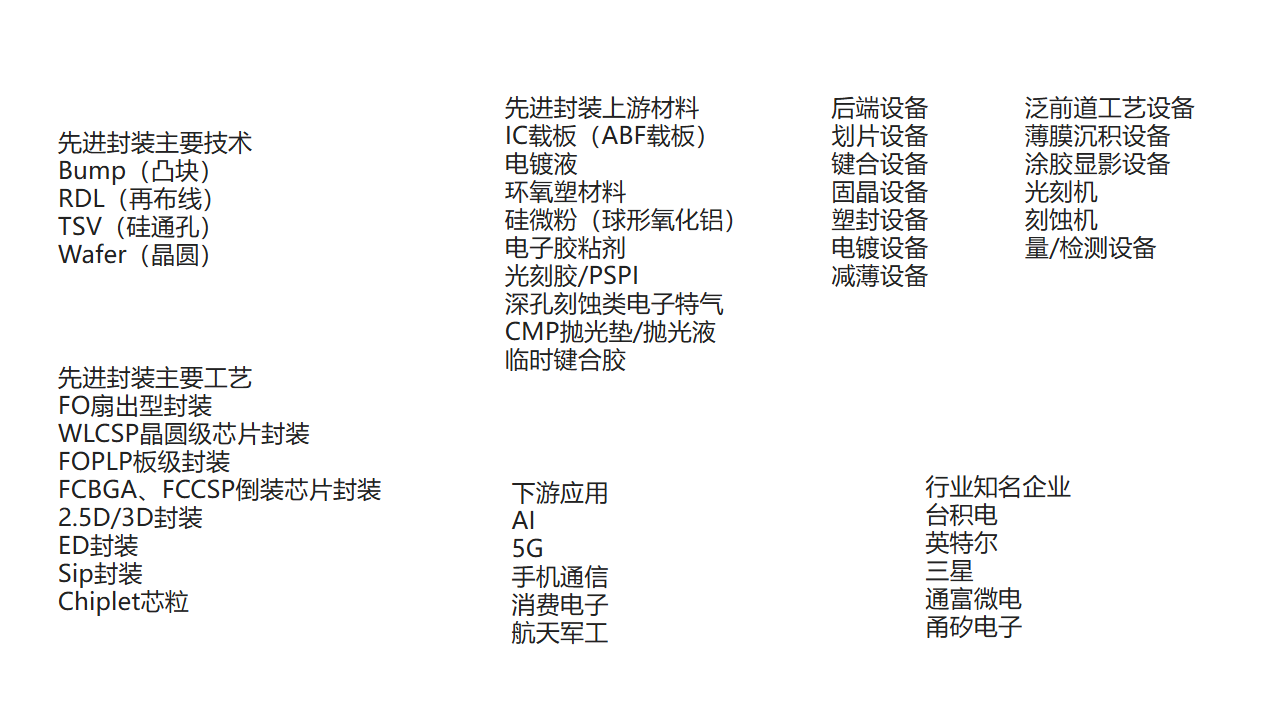 先进封装主要技术
Bump（凸块）
RDL（再布线）
TSV（硅通孔）
Wafer（晶圆）
先进封装主要工艺
FO扇出型封装
WLCSP晶圆级芯片封装
FOPLP板级封装
FCBGA、FCCSP倒装芯片封装
2.5D/3D封装
ED封装
Sip封装
Chiplet芯粒
先进封装上游材料
IC载板（ABF载板）
电镀液
环氧塑材料
硅微粉（球形氧化铝）
电子胶粘剂
光刻胶/PSPI
深孔刻蚀类电子特气
CMP抛光垫/抛光液
临时键合胶
后端设备
划片设备
键合设备
固晶设备
塑封设备
电镀设备
减薄设备
泛前道工艺设备
薄膜沉积设备
涂胶显影设备
光刻机
刻蚀机
量/检测设备
下游应用
AI
5G
手机通信
消费电子
航天军工
行业知名企业
台积电
英特尔
三星
通富微电
甬矽电子